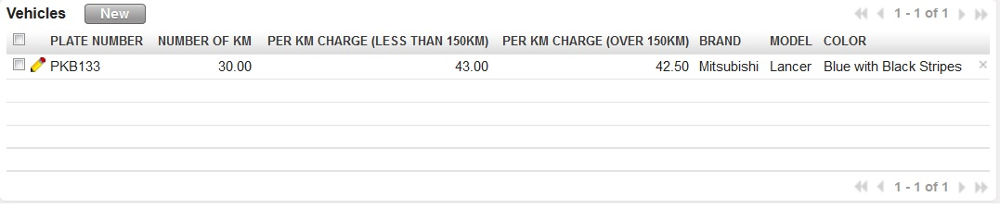 Vehicles New 1 - 1 of 1
PLATE NUMBER NUMBER OF KM PER KM CHARGE (LESS THAN 150KM) PER KM CHARGE (OVER 150KM) BRAND MODEL COLOR
PKB133 30.00 43.00 42.50 Mitsubishi Lancer Blue with Black Stripes
1 - 1 of 1